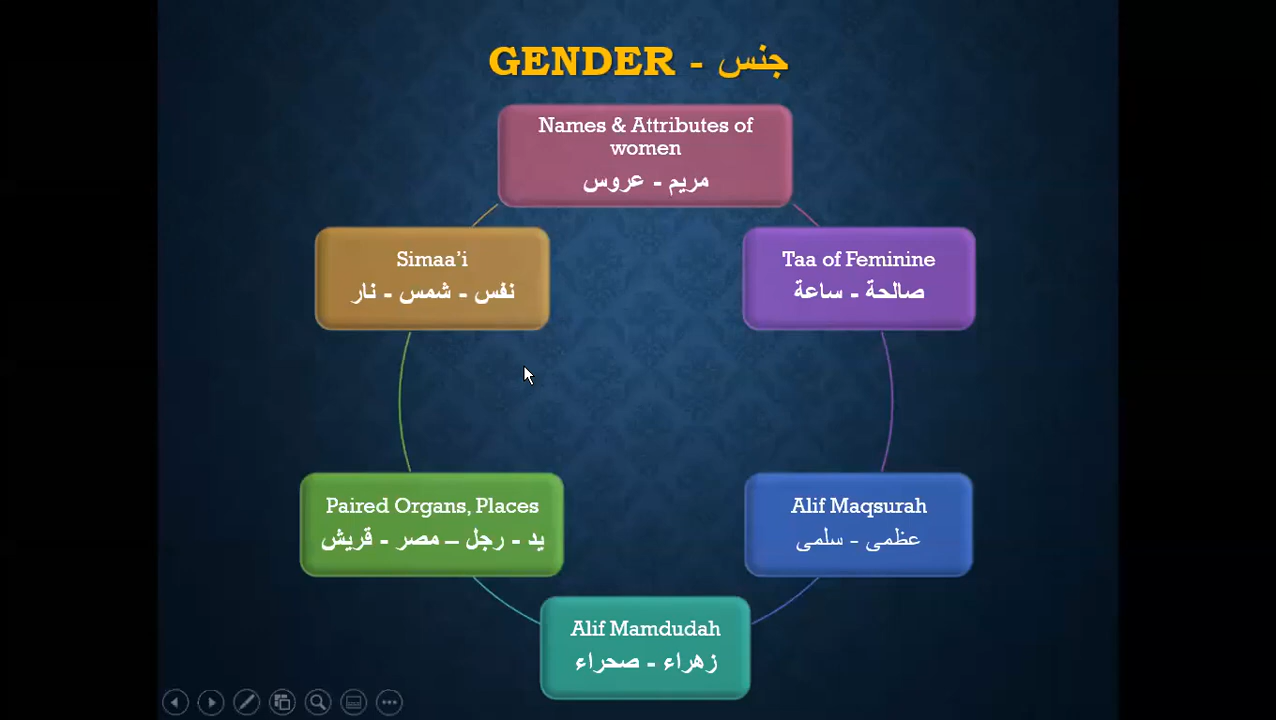 GENDER - جنس
Names & Attributes of
women
مريم - عروس
Taa of Feminine
صالحة - ساعة
Alif Maqsurah
عظمى - سلمى
Alif Mamdudah
زهراء - صحراء
Paired Organs, Places
يد - رجل – مصر - قريش
Simaa’i
نفس - شمس - نار